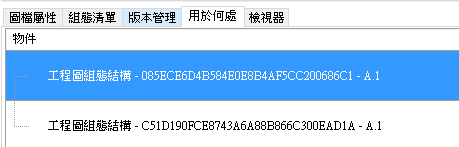 圖檔屬性 組態清單 版本管理 用於何處 檢視器
物件
工程圖組態結構 - 085ECE6D4B584E0E8B4AF5CC200686C1 - A.1
工程圖組態結構 - C51D190FCE8743A6A88B866C300EAD1A - A.1